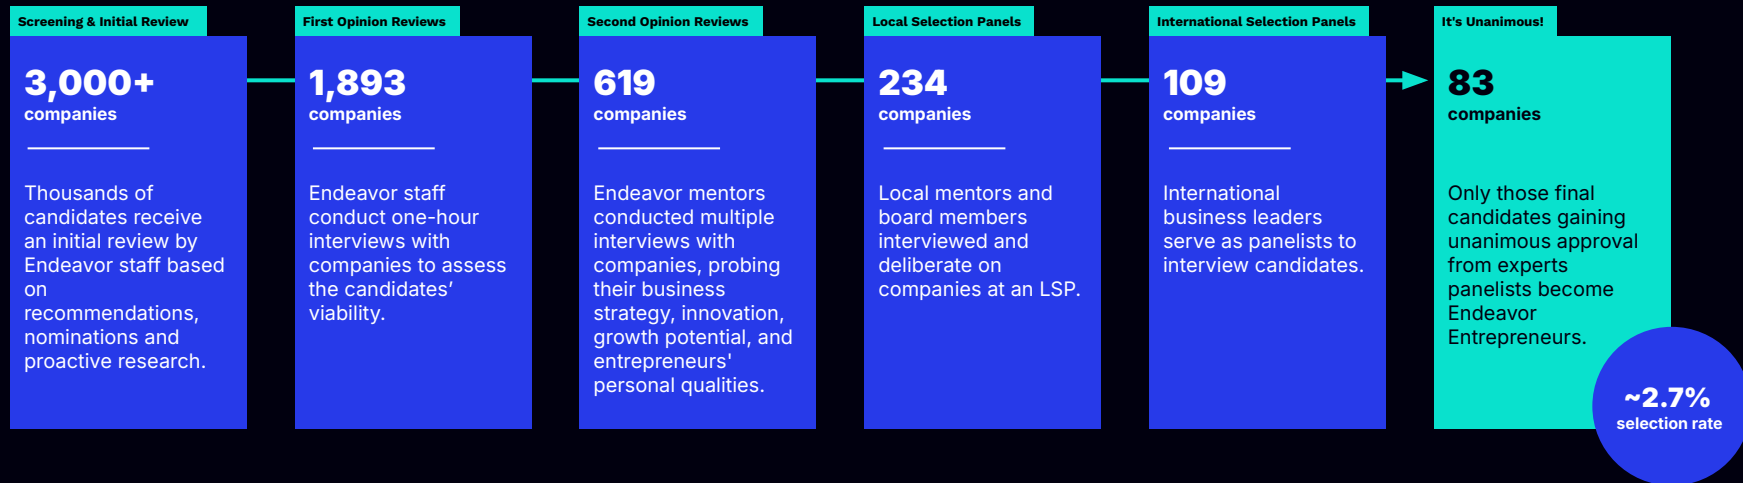 Screening & Initial Review
3,000+
companies
Thousands of
candidates receive
an initial review by
Endeavor staff based
on
recommendations,
nominations and
proactive research.
First Opinion Reviews
1,893
companies
Endeavor staff
conduct one-hour
interviews with
companies to assess
the candidates’
viability.
Second Opinion Reviews
619
companies
Endeavor mentors
conducted multiple
interviews with
companies, probing
their business
strategy, innovation,
growth potential, and
entrepreneurs'
personal qualities.
Local Selection Panels
234
companies
Local mentors and
board members
interviewed and
deliberate on
companies at an LSP.
International Selection Panels
109
companies
International
business leaders
serve as panelists to
interview candidates.
It's Unanimous!
83
companies
Only those final
candidates gaining
unanimous approval
from experts
panelists become
Endeavor
Entrepreneurs.
~2.7%
selection rate